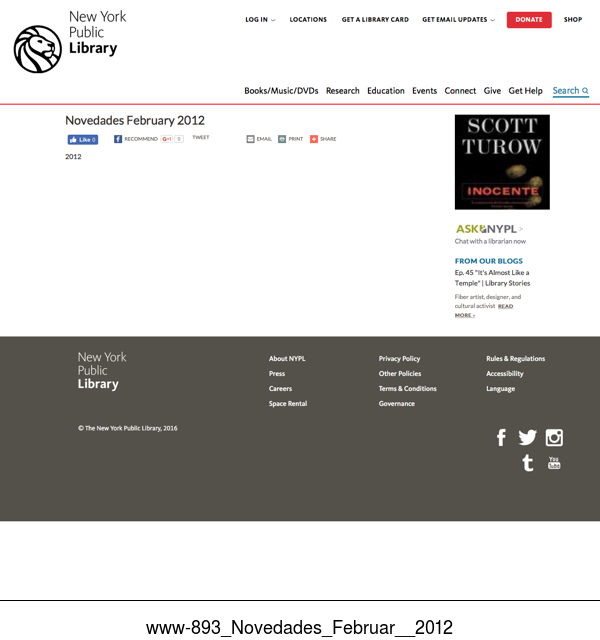 New York
Public
Library
LOG IN
LOCATIONS
GET A LIBRARY CARD
GET EMAIL UPDATES
DONATE
SHOP
Books/Music/DVDs
Research
Education
Events
Connect
Give
Get Help
Search
Novedades February 2012
Like 0
RECOMMEND
G+1 0
TWEET
EMAIL
PRINT
SHARE
2012
SCOTT
TUROW
INOCENTE
ASK NYPL >
Chat with a librarian now
FROM OUR BLOGS
Ep. 45 "It's Almost Like a
Temple" | Library Stories
Fiber artist, designer, and
cultural activist READ
MORE ›
New York
Public
Library
About NYPL
Press
Careers
Space Rental
Privacy Policy
Other Policies
Terms & Conditions
Governance
Rules & Regulations
Accessibility
Language
© The New York Public Library, 2016
You
Tube
www-893_Novedades_Februar__2012